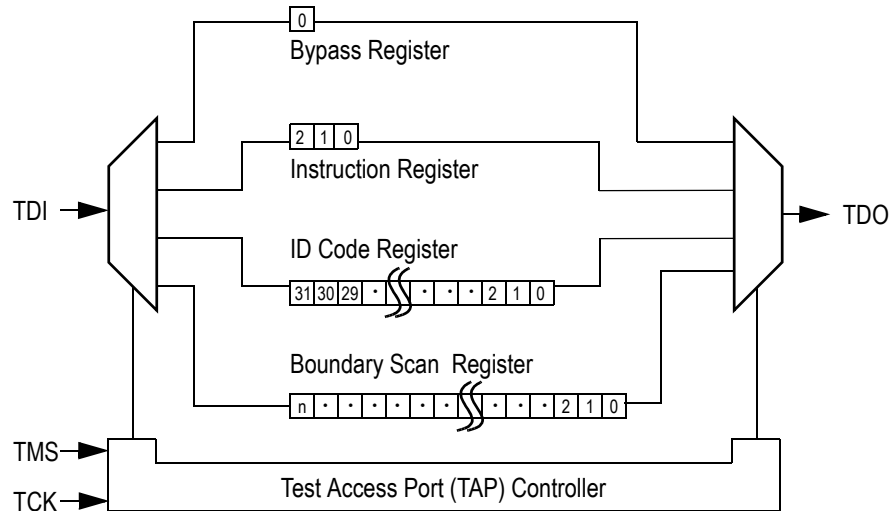 0
Bypass Register
2 1 0
Instruction Register
TDI
TDO
ID Code Register
31 30 29 · · · · 2 1 0
Boundary Scan Register
n · · · · · · · · · 2 1 0
TMS
Test Access Port (TAP) Controller
TCK